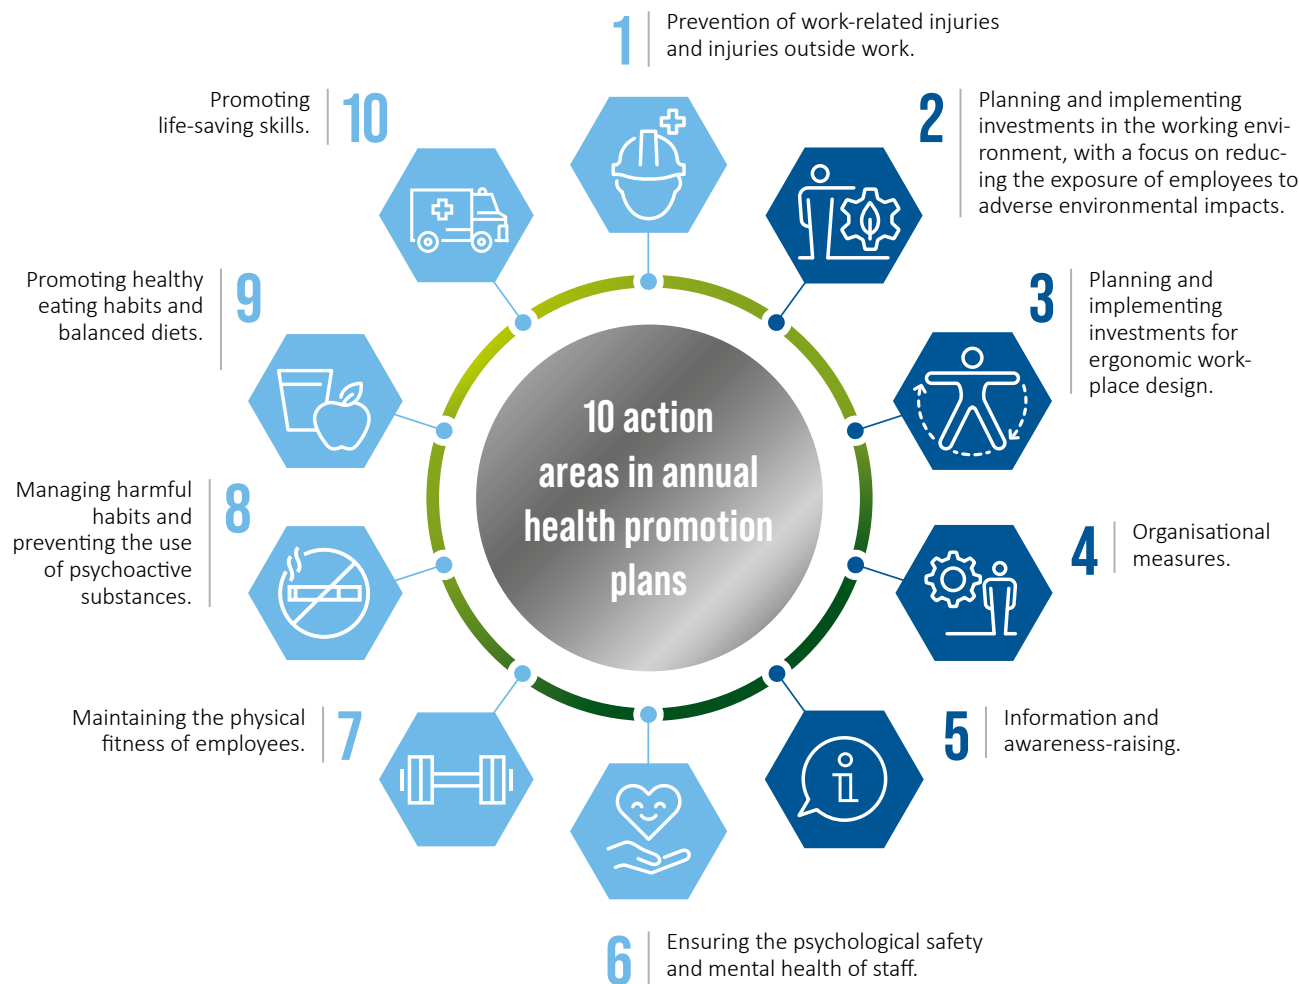 10 action
areas in annual
health promotion
plans
1
Prevention of work-related injuries
and injuries outside work.
2
Planning and implementing
investments in the working envi-
ronment, with a focus on reduc-
ing the exposure of employees to
adverse environmental impacts.
3
Planning and
implementing
investments for
ergonomic work-
place design.
4
Organisational
measures.
5
Information and
awareness-raising.
6
Ensuring the psychological safety
and mental health of staff.
7
Maintaining the physical
fitness of employees.
8
Managing harmful
habits and
preventing the use
of psychoactive
substances.
9
Promoting healthy
eating habits and
balanced diets.
10
Promoting
life-saving skills.